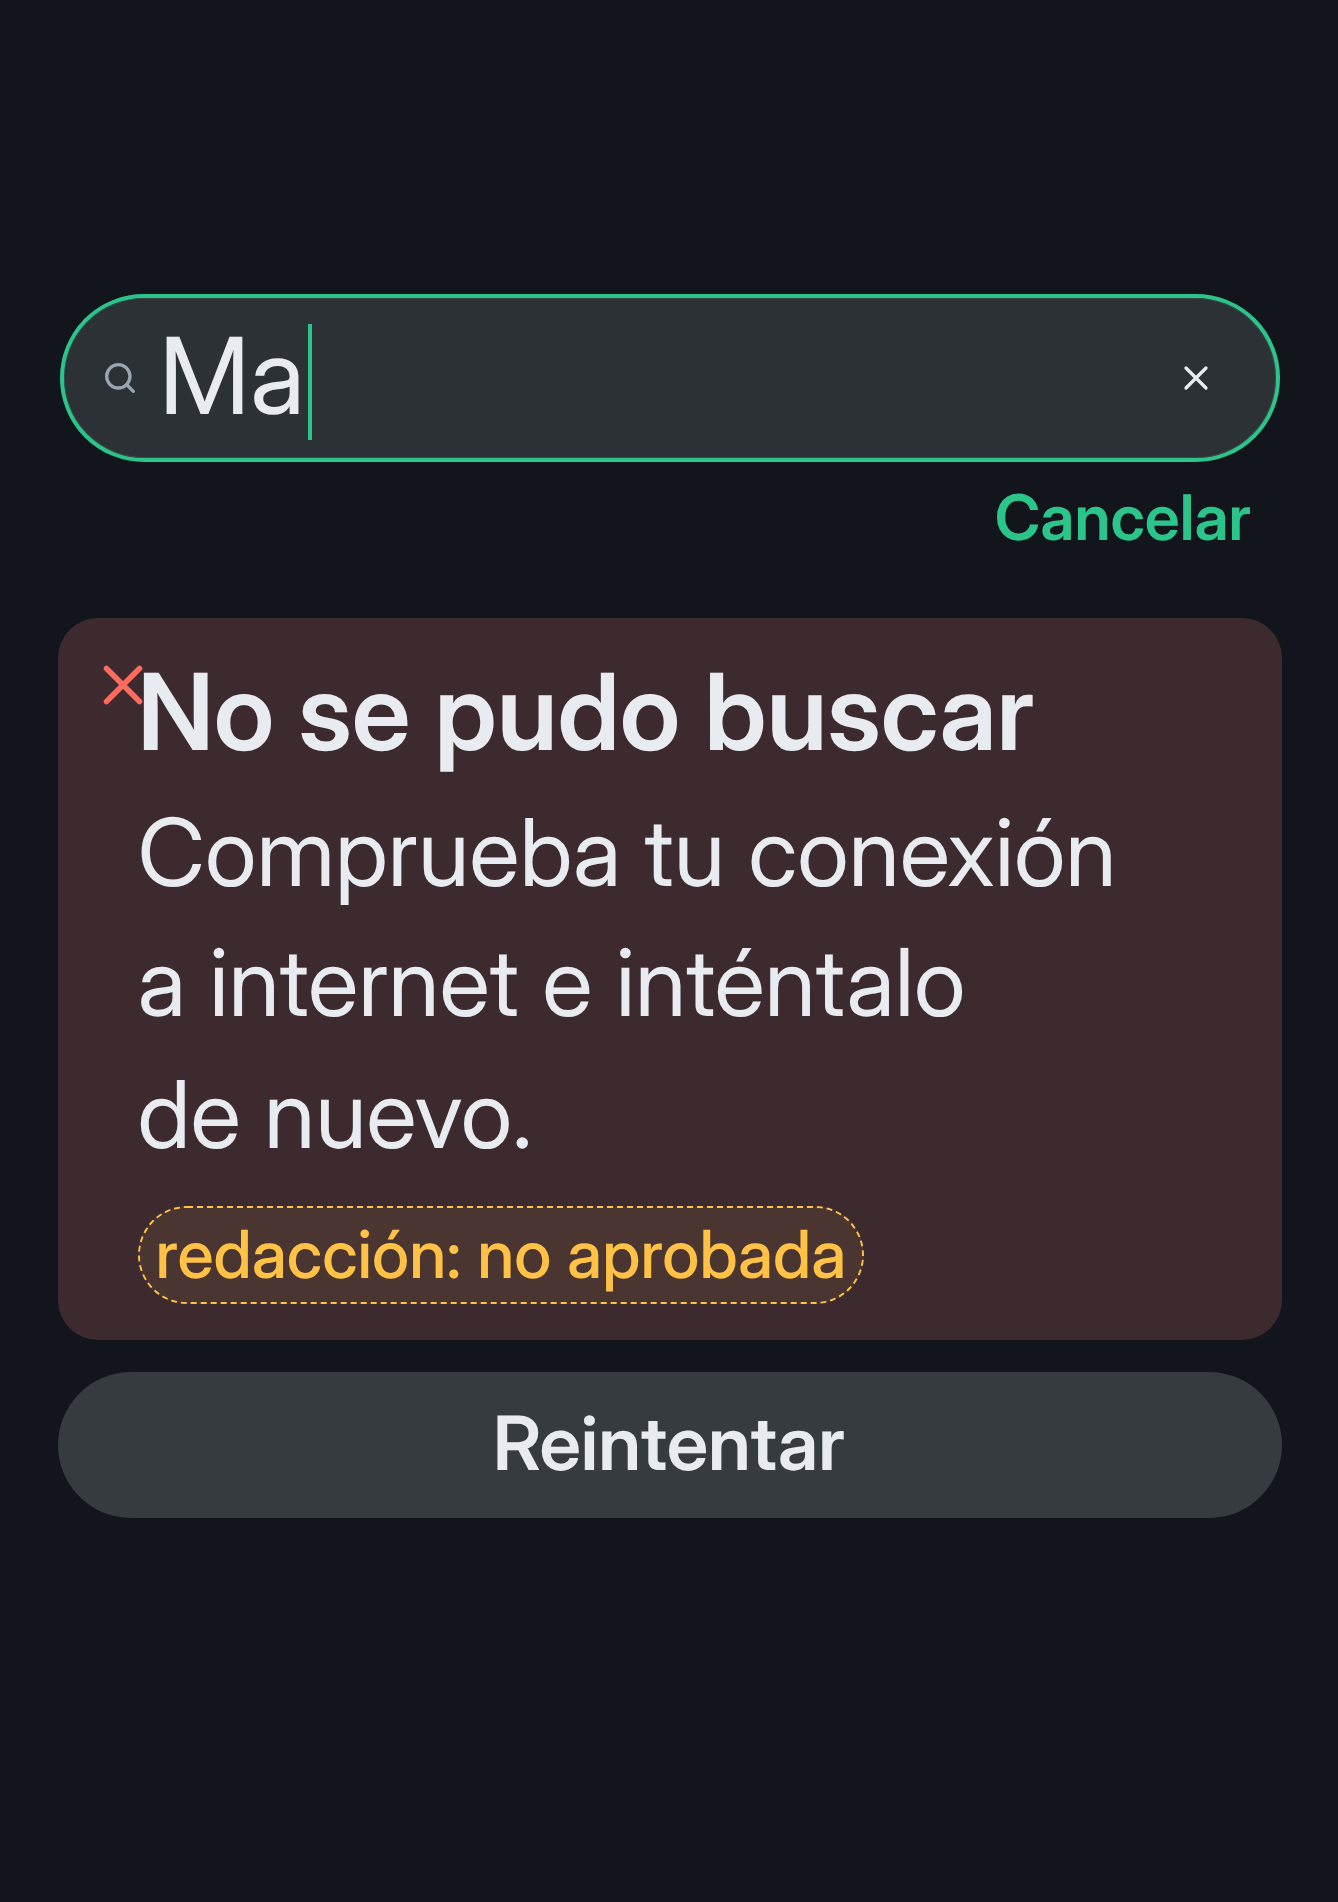 Ma
Cancelar
No se pudo buscar
Comprueba tu conexión
a internet e inténtalo
de nuevo.
redacción: no aprobada
Reintentar